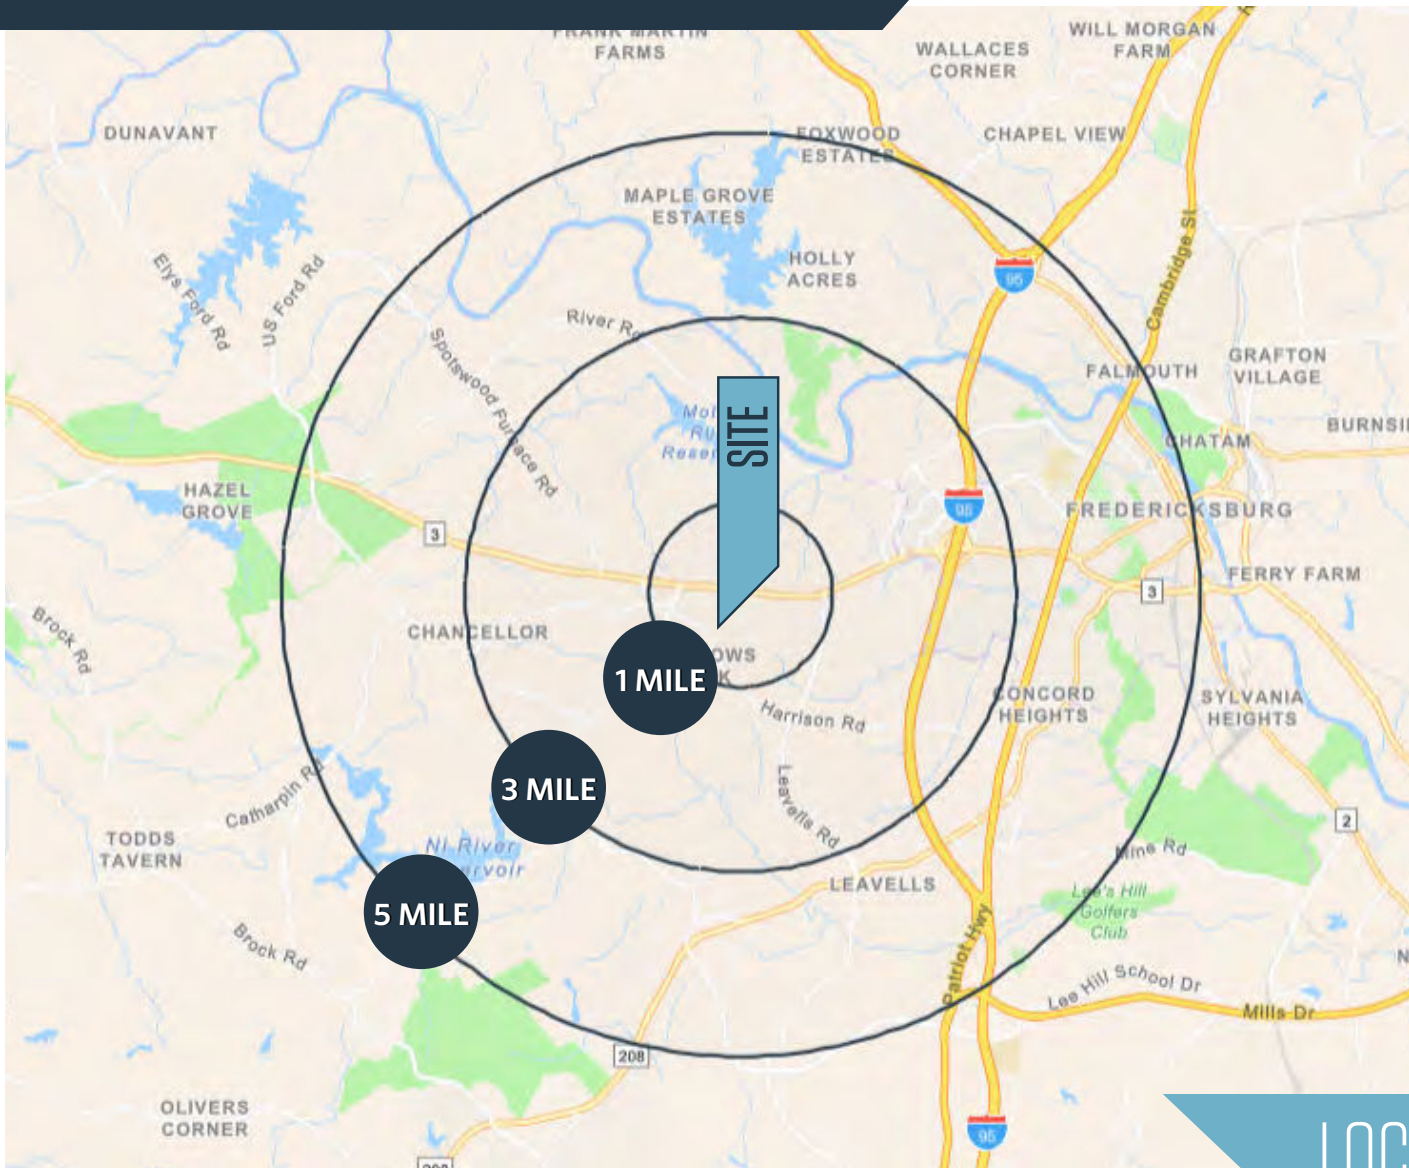 FRANK MARTIN
FARMS
WALLACES
CORNER
WILL MORGAN
FARM
DUNAVANT
FOXWOOD
ESTATES
CHAPEL VIEW
MAPLE GROVE
ESTATES
HOLLY
ACRES
Elys Ford Rd
US Ford Rd
95
Cambridge St
River Rd
Spotswood Furnace Rd
FALMOUTH
GRAFTON
VILLAGE
SITE
CHATAM
HAZEL
GROVE
3
95
FREDERICKSBURG
FERRY FARM
3
Brock Rd
CHANCELLOR
1 MILE
Harrison Rd
CONCORD
HEIGHTS
SYLVANIA
HEIGHTS
Catharpin Rd
3 MILE
Leavells Rd
2
TODDS
TAVERN
Ni River
Mine Rd
LEAVELLS
Lee's Hill
Golfers
Club
5 MILE
Brock Rd
Patriot Hwy
Lee Hill School Dr
Mills Dr
208
OLIVERS
CORNER
95